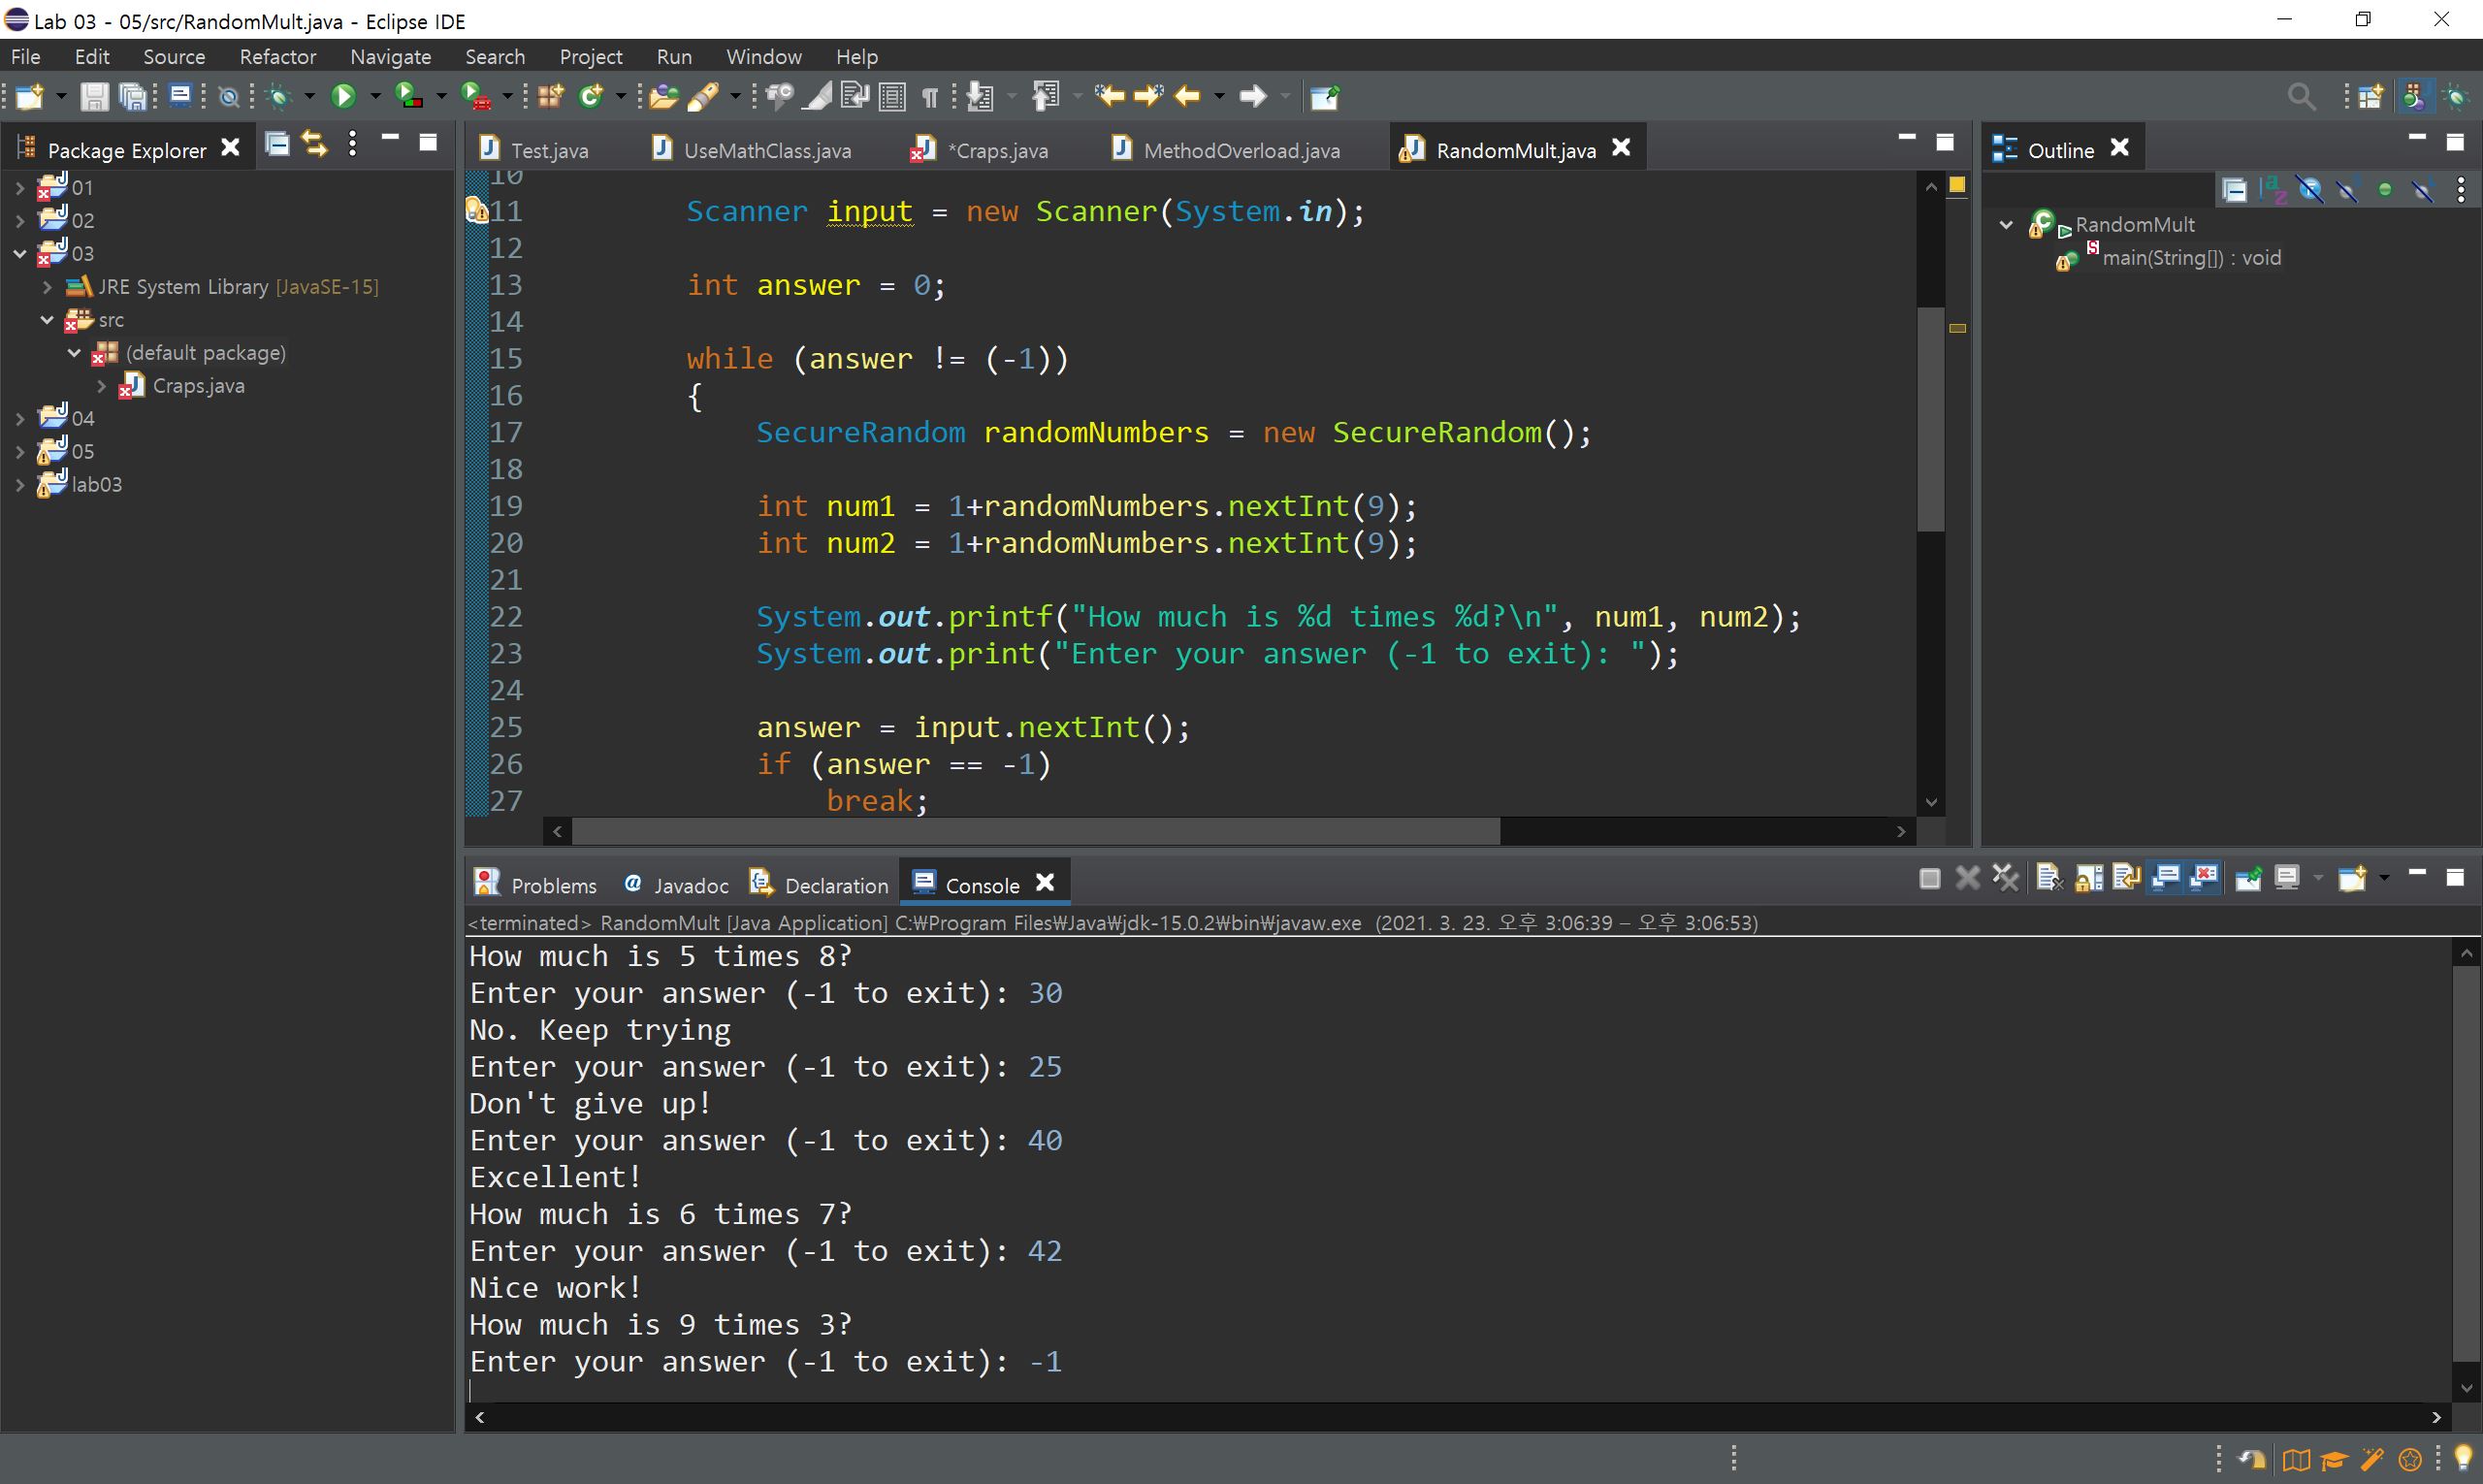 Lab 03 - 05/src/RandomMult.java - Eclipse IDE
File Edit Source Refactor Navigate Search Project Run Window Help
Package Explorer
01
02
03
JRE System Library [JavaSE-15]
src
(default package)
Craps.java
04
05
lab03
Test.java UseMathClass.java *Craps.java MethodOverload.java RandomMult.java
10
11 Scanner input = new Scanner(System.in);
12
13 int answer = 0;
14
15 while (answer != (-1))
16 {
17 SecureRandom randomNumbers = new SecureRandom();
18
19 int num1 = 1+randomNumbers.nextInt(9);
20 int num2 = 1+randomNumbers.nextInt(9);
21
22 System.out.printf("How much is %d times %d?\n", num1, num2);
23 System.out.print("Enter your answer (-1 to exit): ");
24
25 answer = input.nextInt();
26 if (answer == -1)
27 break;
Outline
RandomMult
main(String[]) : void
Problems Javadoc Declaration Console
<terminated> RandomMult [Java Application] C:₩Program Files₩Java₩jdk-15.0.2₩bin₩javaw.exe (2021. 3. 23. 오후 3:06:39 – 오후 3:06:53)
How much is 5 times 8?
Enter your answer (-1 to exit): 30
No. Keep trying
Enter your answer (-1 to exit): 25
Don't give up!
Enter your answer (-1 to exit): 40
Excellent!
How much is 6 times 7?
Enter your answer (-1 to exit): 42
Nice work!
How much is 9 times 3?
Enter your answer (-1 to exit): -1